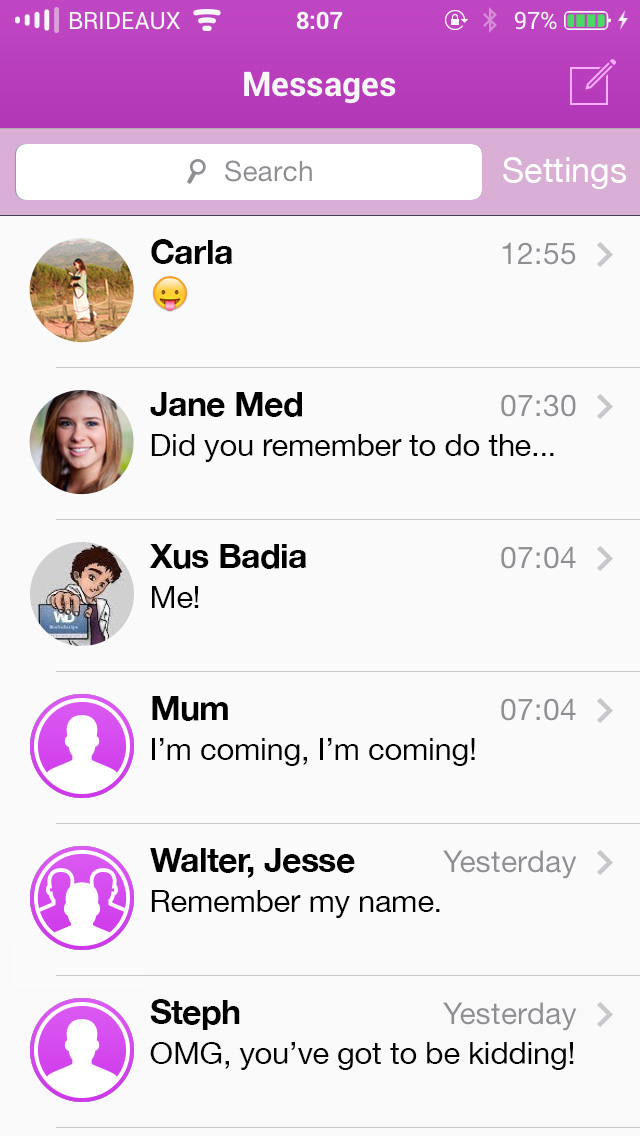 BRIDEAUX 8:07 97%
Messages
Search Settings
Carla 12:55
😛
Jane Med 07:30
Did you remember to do the...
Xus Badia 07:04
Me!
Mum 07:04
I’m coming, I’m coming!
Walter, Jesse Yesterday
Remember my name.
Steph Yesterday
OMG, you’ve got to be kidding!